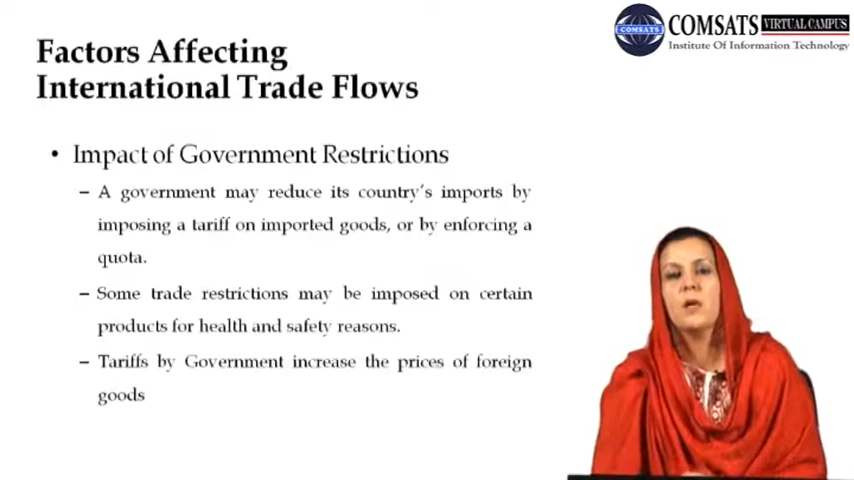 COMSATS VIRTUAL CAMPUS
COMSATS
Institute Of Information Technology
Factors Affecting
International Trade Flows
• Impact of Government Restrictions
– A government may reduce its country's imports by
imposing a tariff on imported goods, or by enforcing a
quota.
– Some trade restrictions may be imposed on certain
products for health and safety reasons.
– Tariffs by Government increase the prices of foreign
goods